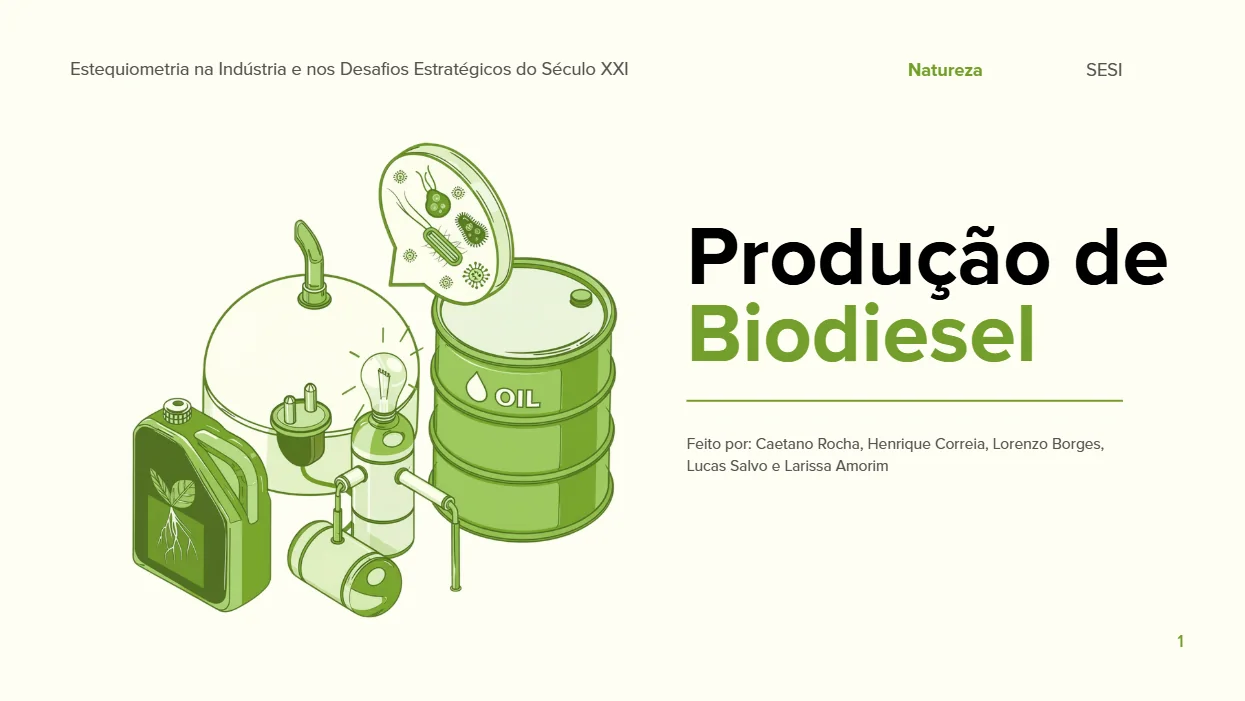 Estequiometria na Indústria e nos Desafios Estratégicos do Século XXI
Natureza
SESI
OIL
Produção de
Biodiesel
Feito por: Caetano Rocha, Henrique Correia, Lorenzo Borges,
Lucas Salvo e Larissa Amorim
1